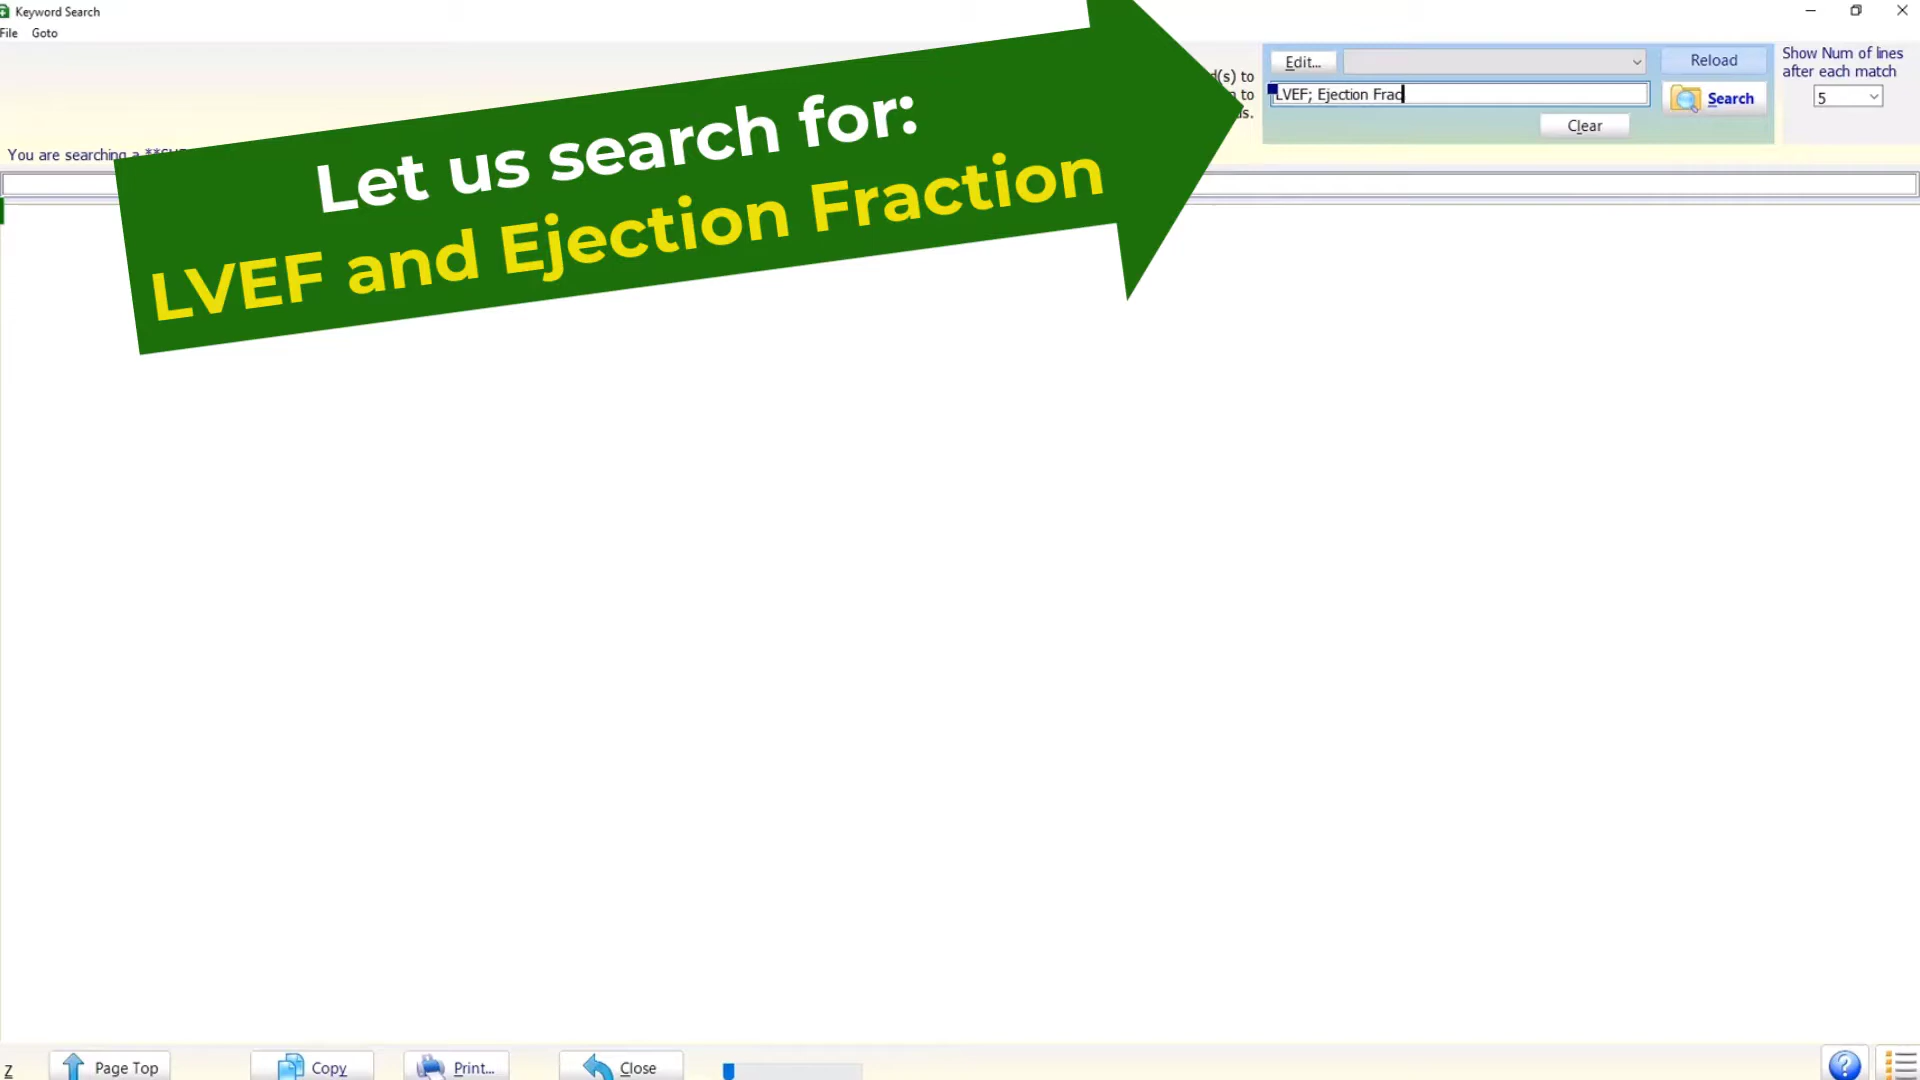 Keyword Search
File Goto
Edit... Reload Show Num of lines
after each match
(s) to
to
LVEF; Ejection Frac
Search
5
Clear
Let us search for:
LVEF and Ejection Fraction
You are searching a
Z Page Top Copy Print... Close